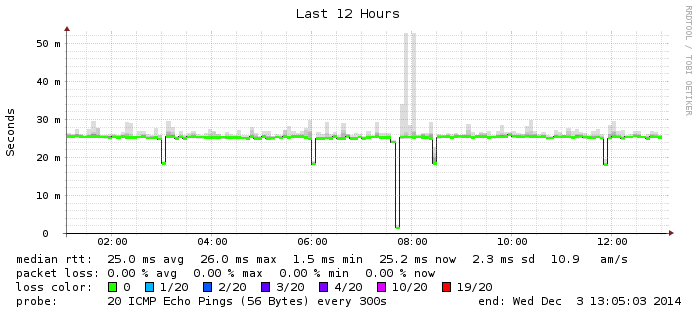 Last 12 Hours
RRDTOOL / TOBI OETIKER
Seconds
50 m
40 m
30 m
20 m
10 m
0
02:00 04:00 06:00 08:00 10:00 12:00
median rtt: 25.0 ms avg 26.0 ms max 1.5 ms min 25.2 ms now 2.3 ms sd 10.9 am/s
packet loss: 0.00 % avg 0.00 % max 0.00 % min 0.00 % now
loss color: 0 1/20 2/20 3/20 4/20 10/20 19/20
probe: 20 ICMP Echo Pings (56 Bytes) every 300s end: Wed Dec 3 13:05:03 2014